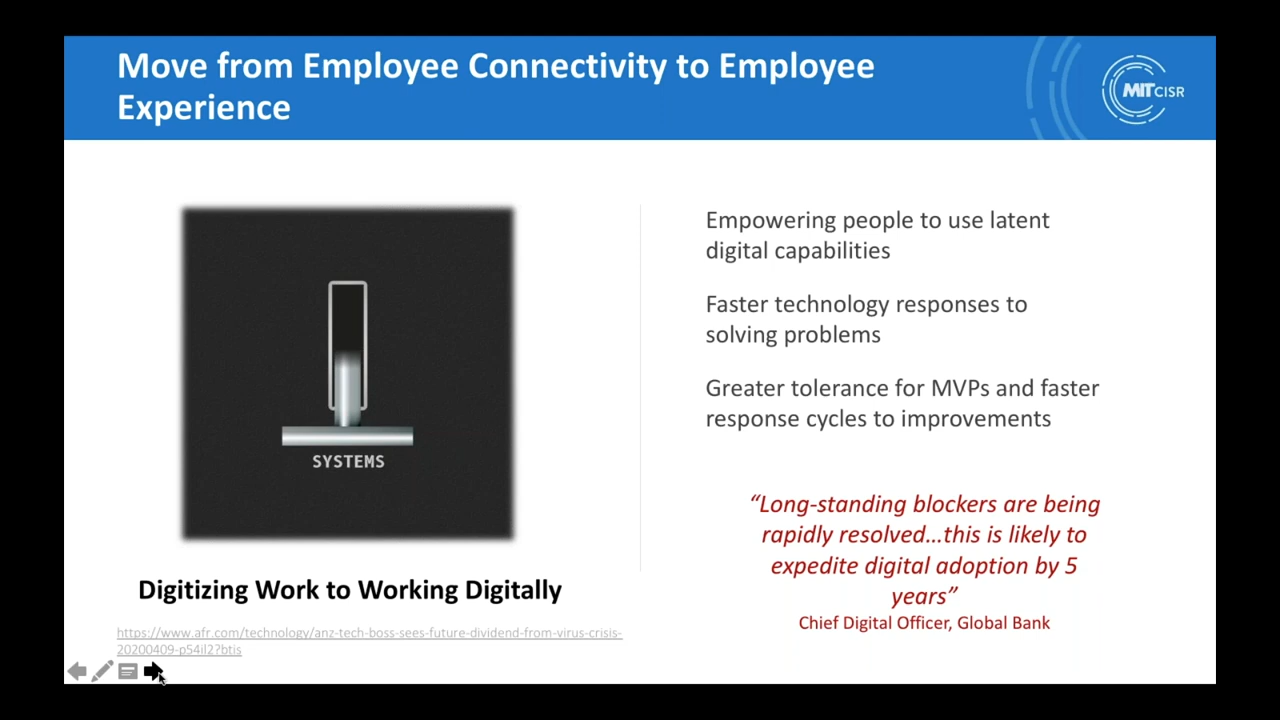 Move from Employee Connectivity to Employee
Experience
MIT CISR
SYSTEMS
Digitizing Work to Working Digitally
https://www.afr.com/technology/anz-tech-boss-sees-future-dividend-from-virus-crisis-
20200409-p54il2?btis
Empowering people to use latent
digital capabilities
Faster technology responses to
solving problems
Greater tolerance for MVPs and faster
response cycles to improvements
“Long-standing blockers are being
rapidly resolved…this is likely to
expedite digital adoption by 5
years”
Chief Digital Officer, Global Bank